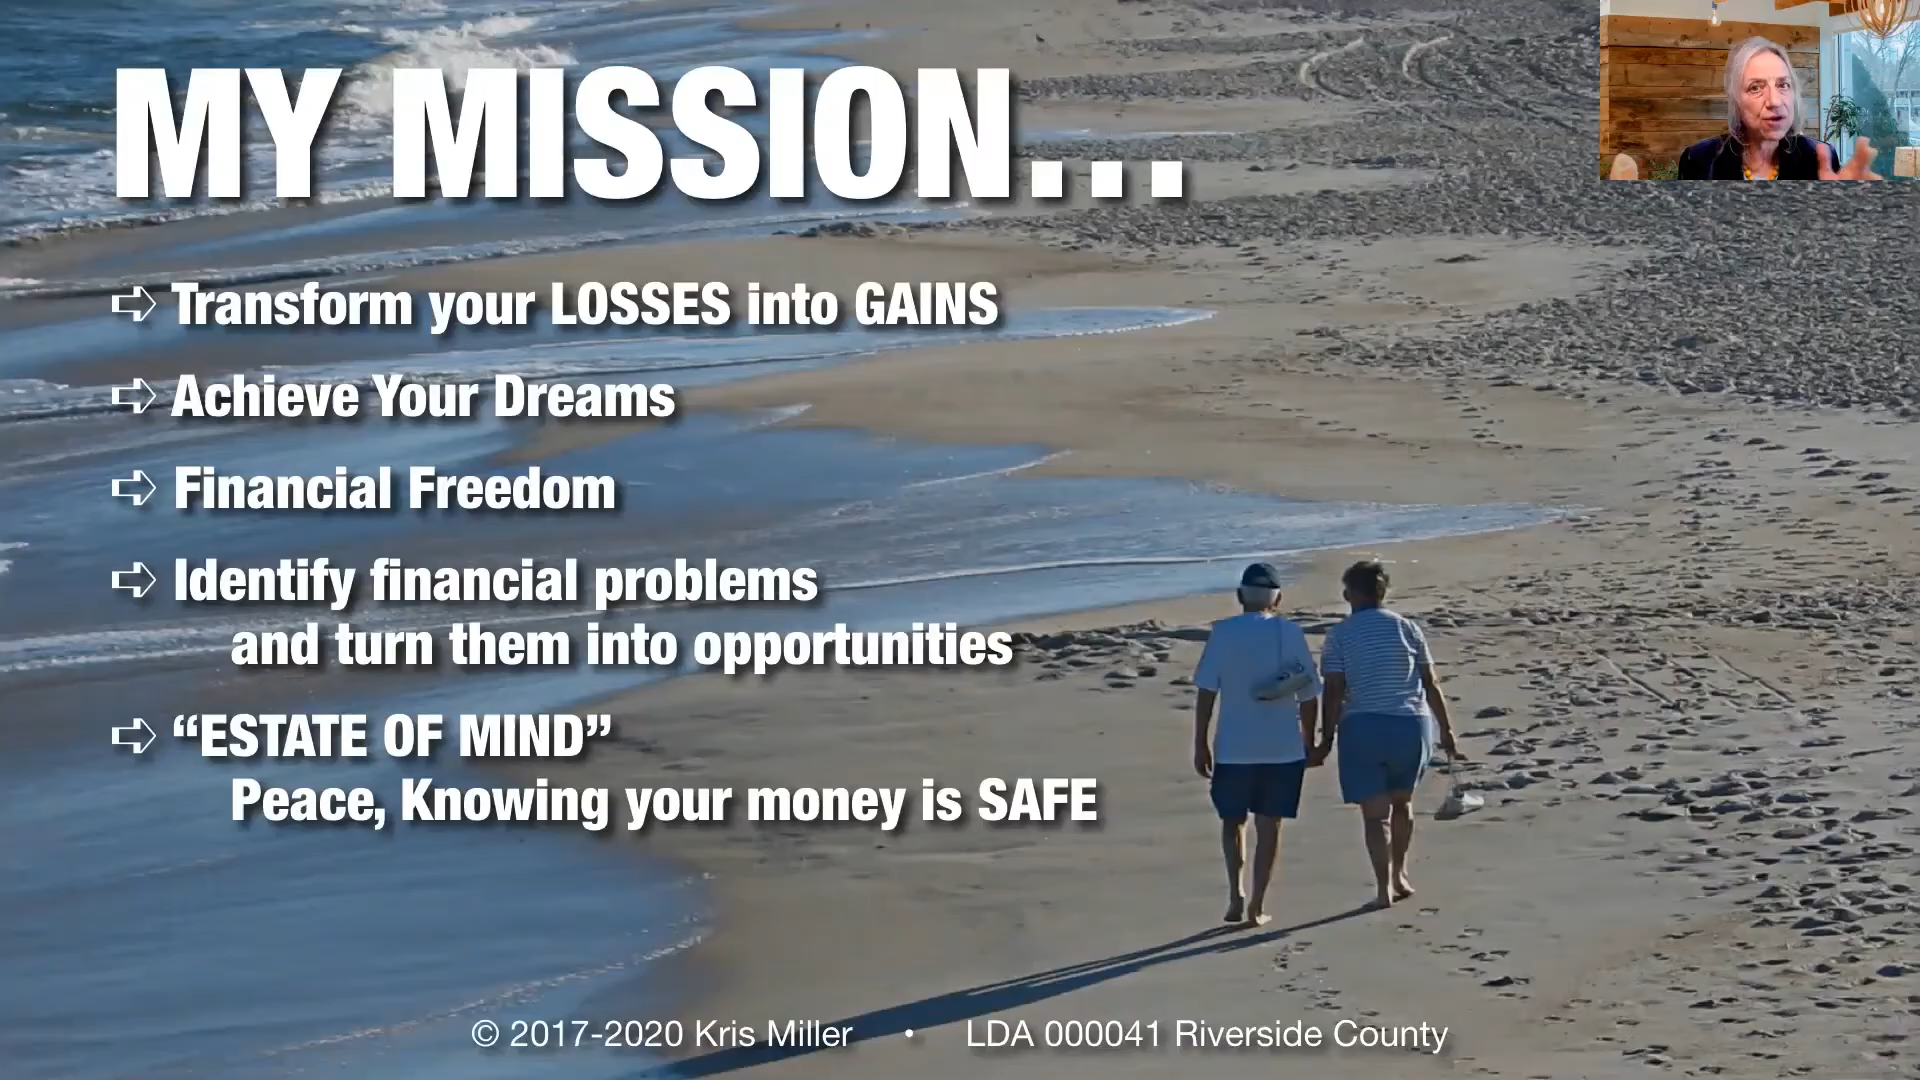 MY MISSION...
➩ Transform your LOSSES into GAINS
➩ Achieve Your Dreams
➩ Financial Freedom
➩ Identify financial problems
and turn them into opportunities
➩ “ESTATE OF MIND”
Peace, Knowing your money is SAFE
© 2017-2020 Kris Miller • LDA 000041 Riverside County